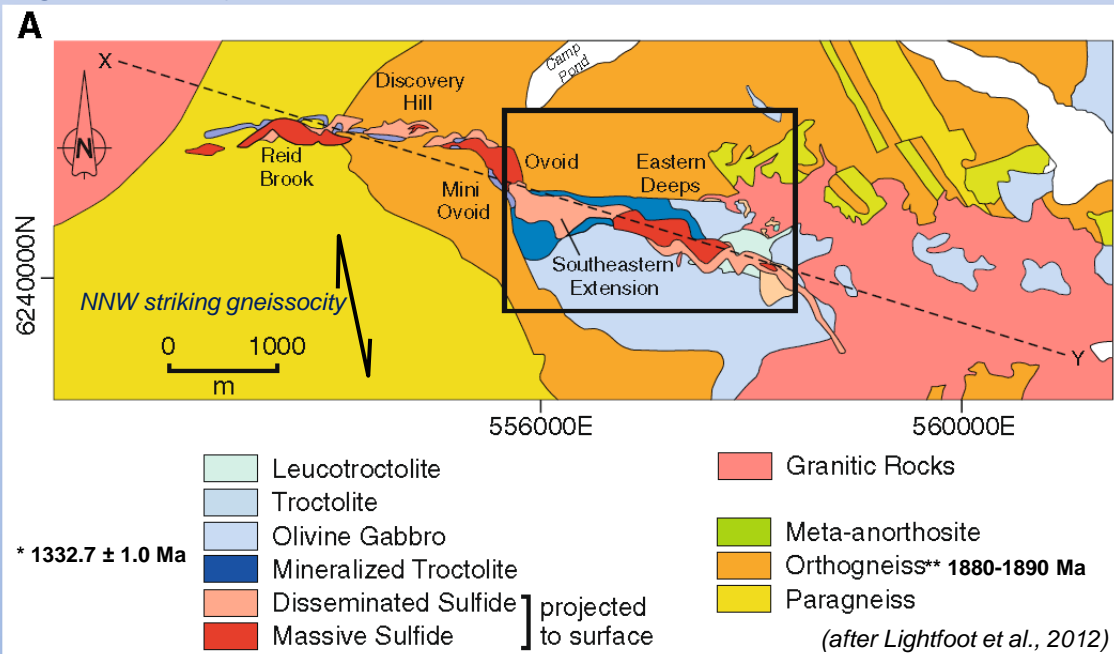 A
X
Camp
Pond
Discovery
Hill
N
Reid
Brook
Ovoid
Eastern
Deeps
Mini
Ovoid
Southeastern
Extension
6240000N
NNW striking gneissocity
0 1000
m
Y
556000E 560000E
Leucotroctolite
Troctolite
Olivine Gabbro
* 1332.7 ± 1.0 Ma
Mineralized Troctolite
Disseminated Sulfide
Massive Sulfide
] projected
to surface
Granitic Rocks
Meta-anorthosite
Orthogneiss** 1880-1890 Ma
Paragneiss
(after Lightfoot et al., 2012)